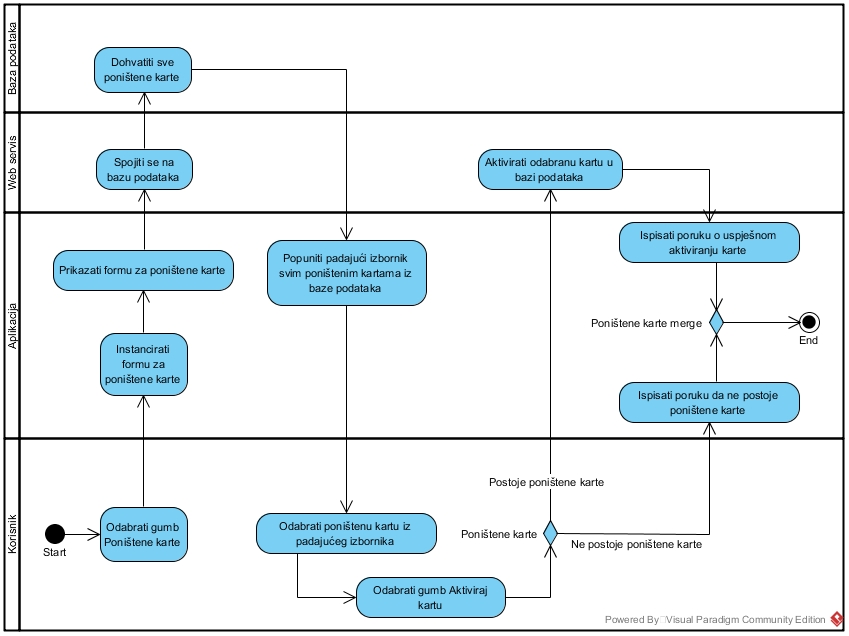 Baza podataka
Dohvatiti sve
poništene karte
Web servis
Spojiti se na
bazu podataka
Aktivirati odabranu kartu u
bazi podataka
Aplikacija
Prikazati formu za poništene karte
Instancirati
formu za
poništene karte
Popuniti padajući izbornik
svim poništenim kartama iz
baze podataka
Ispisati poruku o uspješnom
aktiviranju karte
Poništene karte merge
End
Ispisati poruku da ne postoje
poništene karte
Korisnik
Start
Odabrati gumb
Poništene karte
Odabrati poništenu kartu iz
padajućeg izbornika
Odabrati gumb Aktiviraj
kartu
Postoje poništene karte
Poništene karte
Ne postoje poništene karte
Powered By Visual Paradigm Community Edition